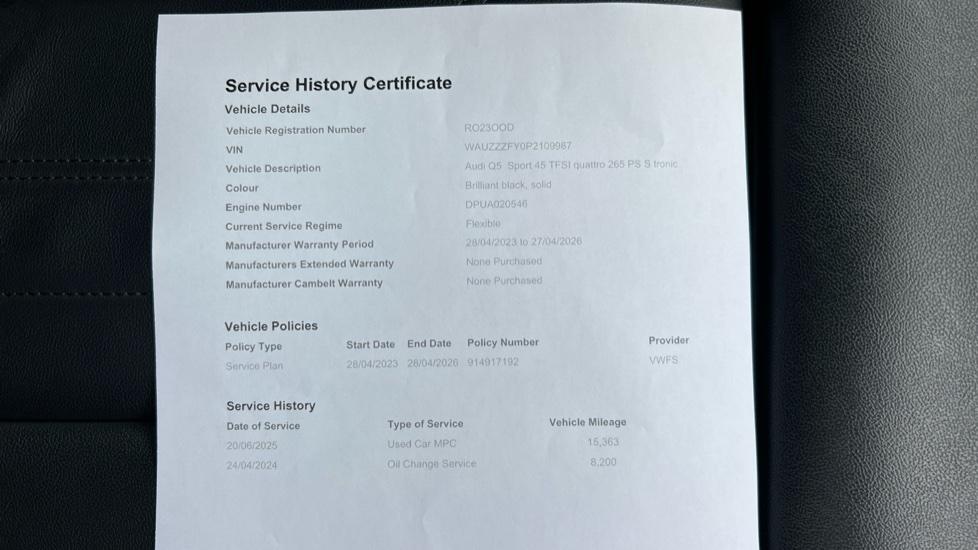 Service History Certificate
Vehicle Details
Vehicle Registration Number RO23OOD
VIN WAUZZZFY0P2109987
Vehicle Description Audi Q5 Sport 45 TFSI quattro 265 PS S tronic
Colour Brilliant black, solid
Engine Number DPUA020546
Current Service Regime Flexible
Manufacturer Warranty Period 28/04/2023 to 27/04/2026
Manufacturers Extended Warranty None Purchased
Manufacturer Cambelt Warranty None Purchased
Vehicle Policies
Policy Type Start Date End Date Policy Number Provider
Service Plan 28/04/2023 28/04/2026 914917192 VWFS
Service History
Date of Service Type of Service Vehicle Mileage
20/06/2025 Used Car MPC 15,363
24/04/2024 Oil Change Service 8,200